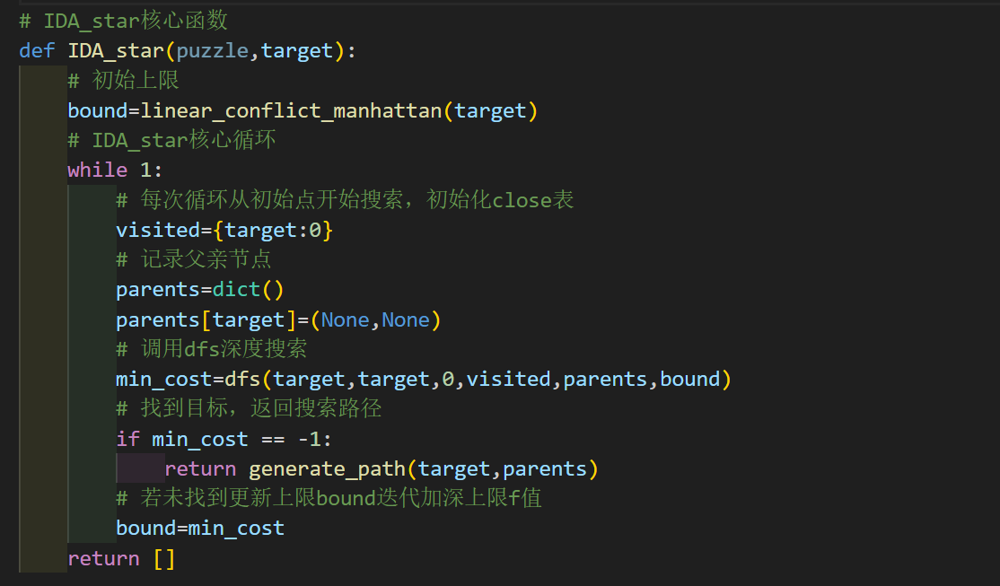 # IDA_star核心函数
def IDA_star(puzzle,target):
# 初始上限
bound=linear_conflict_manhattan(target)
# IDA_star核心循环
while 1:
# 每次循环从初始点开始搜索，初始化close表
visited={target:0}
# 记录父亲节点
parents=dict()
parents[target]=(None,None)
# 调用dfs深度搜索
min_cost=dfs(target,target,0,visited,parents,bound)
# 找到目标，返回搜索路径
if min_cost == -1:
return generate_path(target,parents)
# 若未找到更新上限bound迭代加深上限f值
bound=min_cost
return []